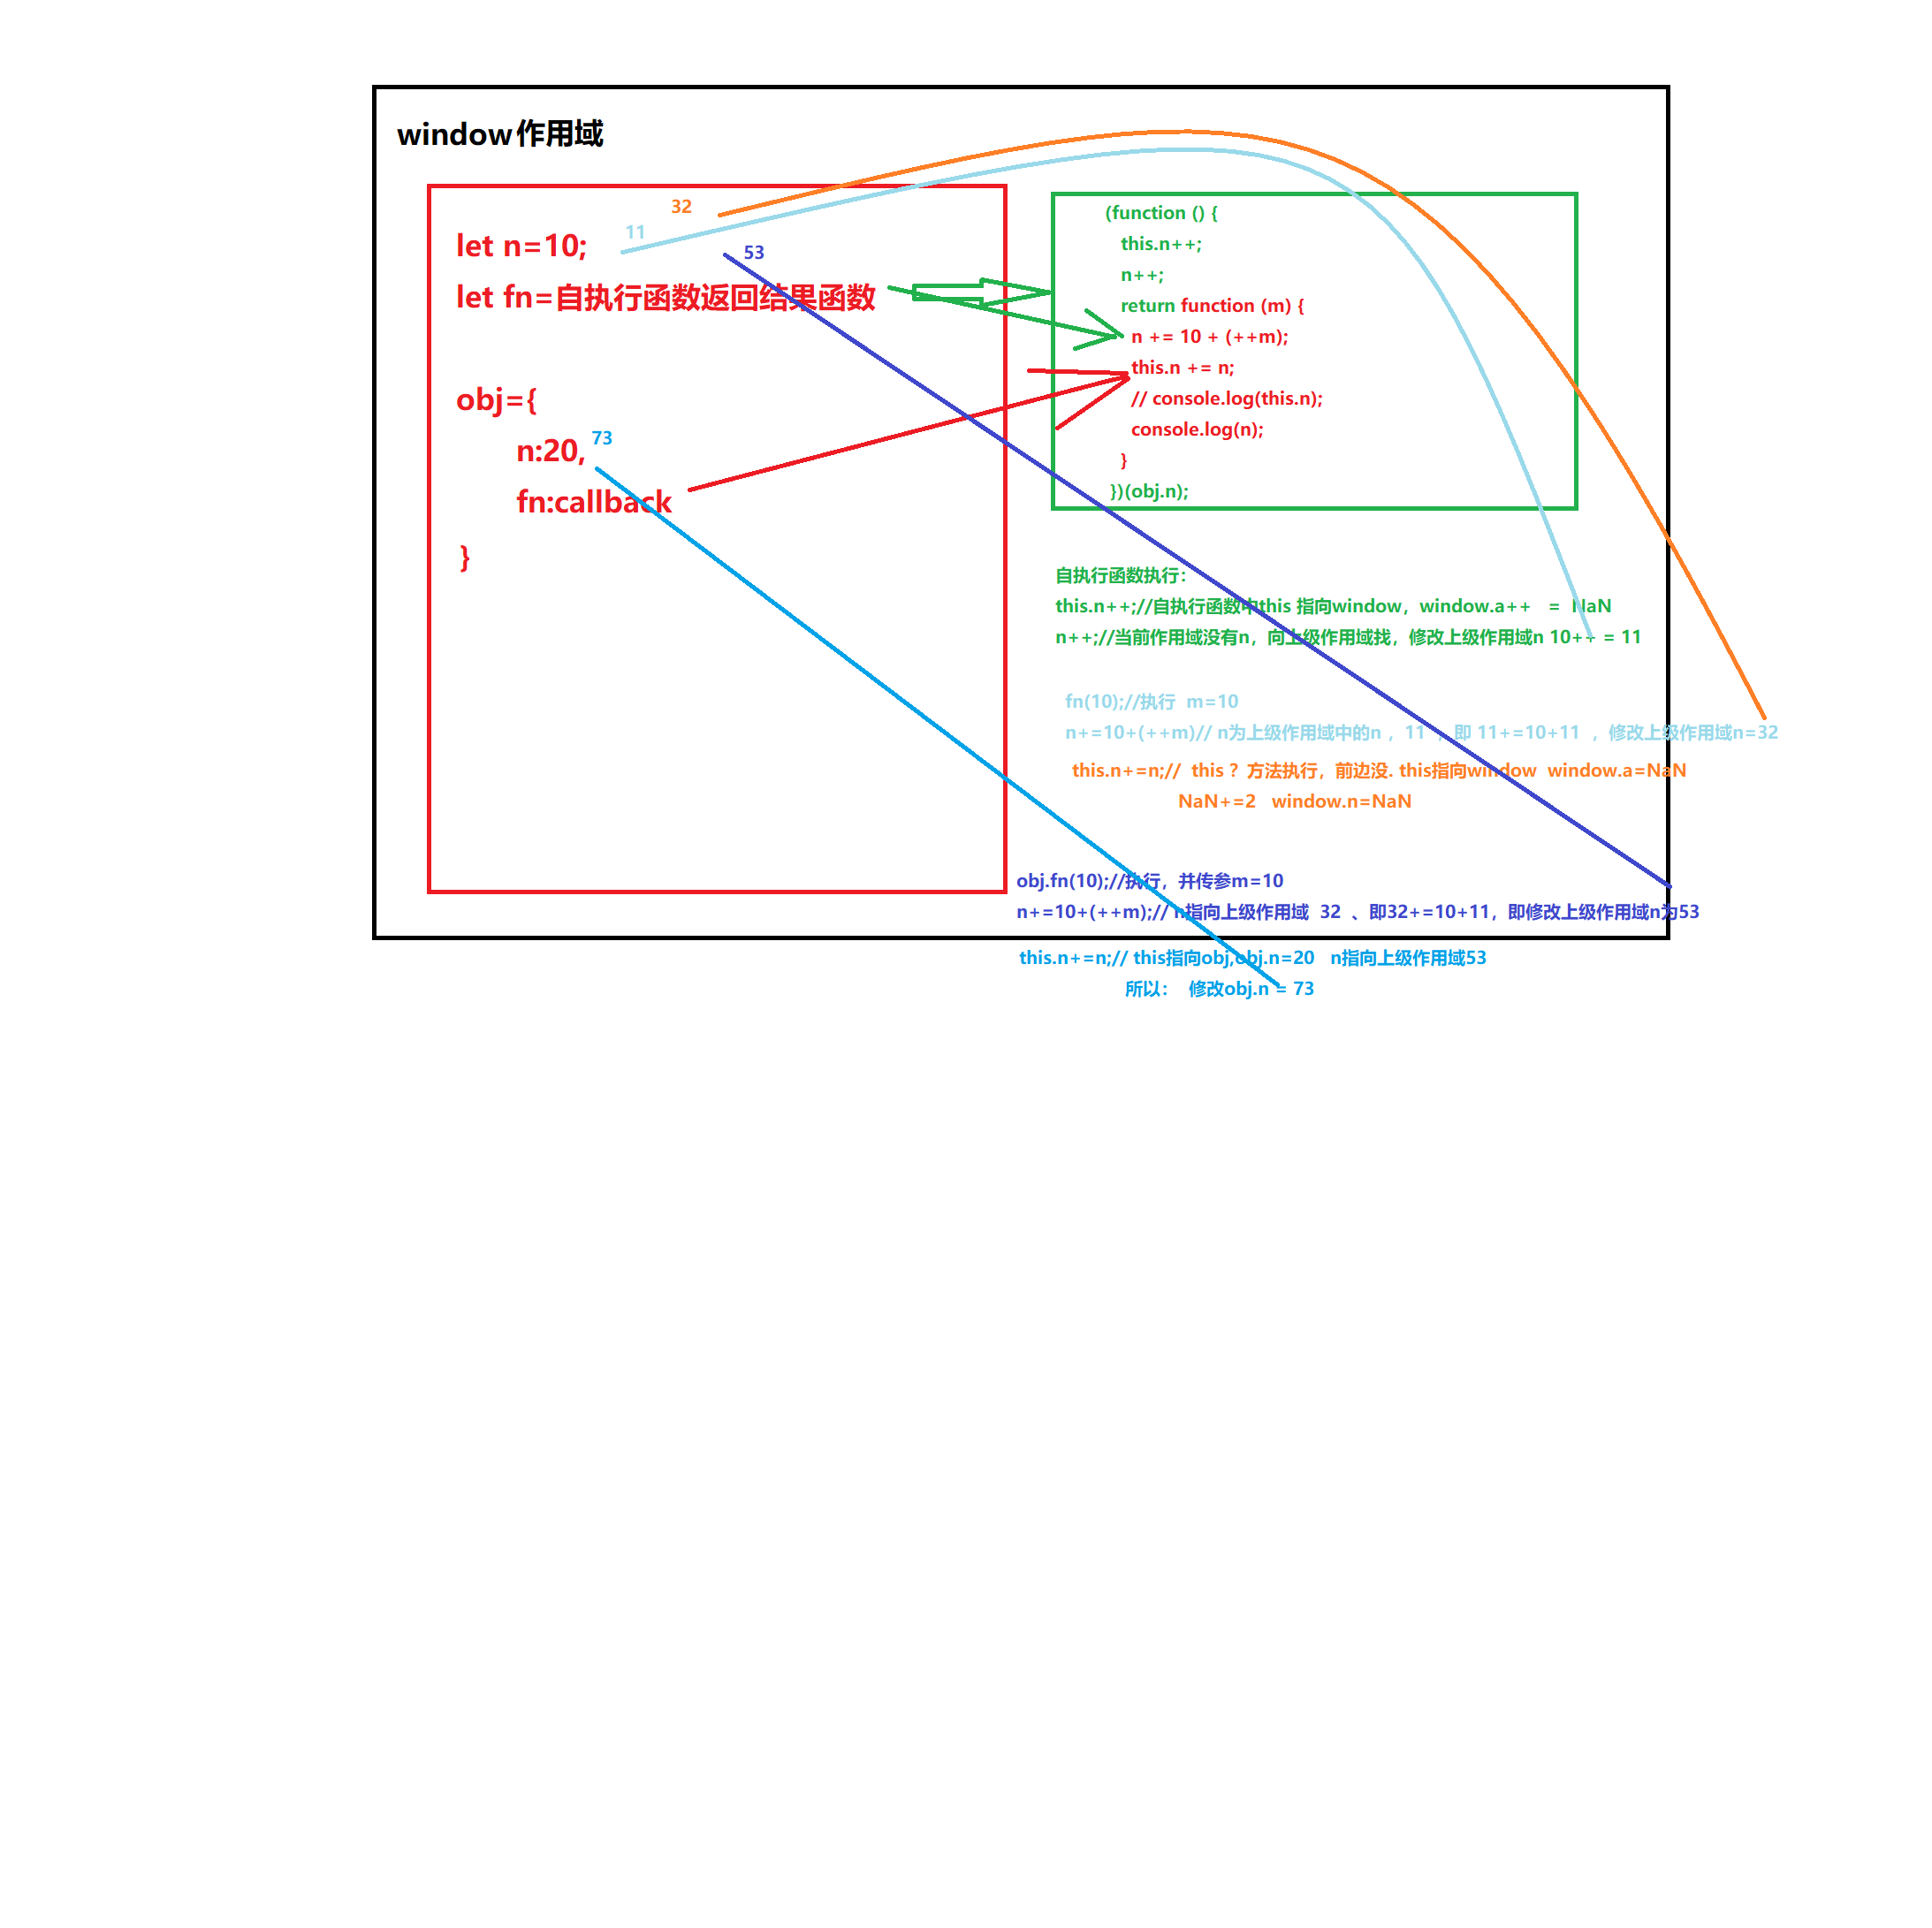 window作用域
32
11
let n=10;
53
let fn=自执行函数返回结果函数
obj={
73
n:20,
fn:callback
}
(function () {
this.n++;
n++;
return function (m) {
n += 10 + (++m);
this.n += n;
// console.log(this.n);
console.log(n);
}
})(obj.n);
自执行函数执行：
this.n++;//自执行函数中this 指向window，window.a++ = NaN
n++;//当前作用域没有n，向上级作用域找，修改上级作用域n 10++ = 11
fn(10);//执行 m=10
n+=10+(++m)// n为上级作用域中的n ，11 ，即 11+=10+11 ，修改上级作用域n=32
this.n+=n;// this ？方法执行，前边没. this指向window window.a=NaN
NaN+=2 window.n=NaN
obj.fn(10);//执行，并传参m=10
n+=10+(++m);// n指向上级作用域 32 、即32+=10+11，即修改上级作用域n为53
this.n+=n;// this指向obj,obj.n=20 n指向上级作用域53
所以： 修改obj.n = 73